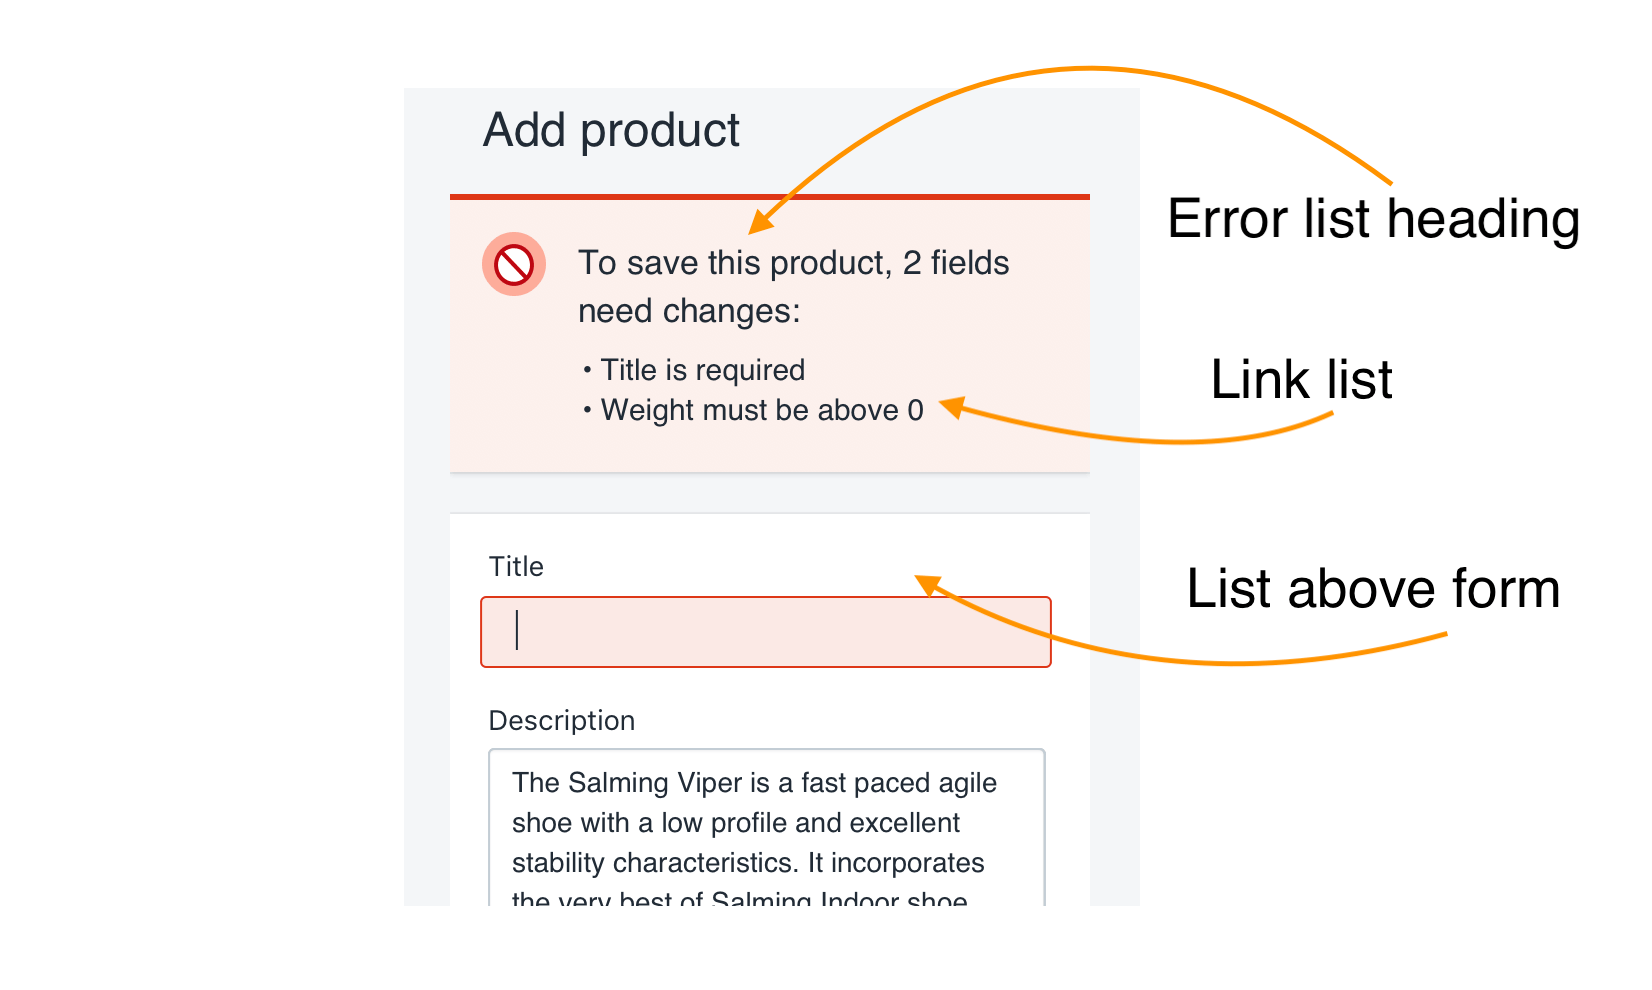 Add product
Error list heading
To save this product, 2 fields
need changes:
• Title is required
• Weight must be above 0
Link list
List above form
Title
Description
The Salming Viper is a fast paced agile
shoe with a low profile and excellent
stability characteristics. It incorporates
the very best of Salming Indoor shoe